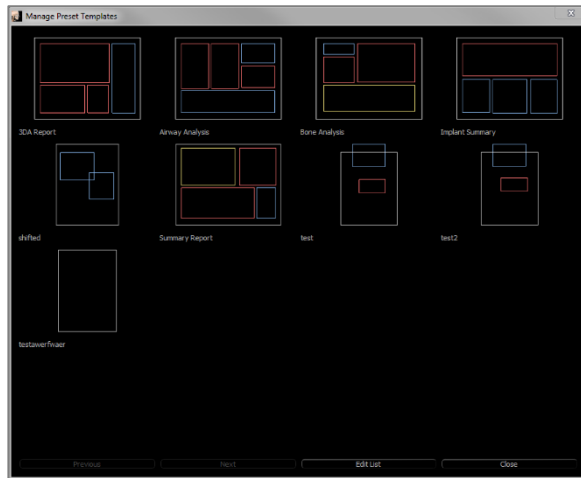 Manage Preset Templates
3DA Report
Airway Analysis
Bone Analysis
Implant Summary
shifted
Summary Report
test
test2
testawerfwaer
Previous
Next
Edit List
Close